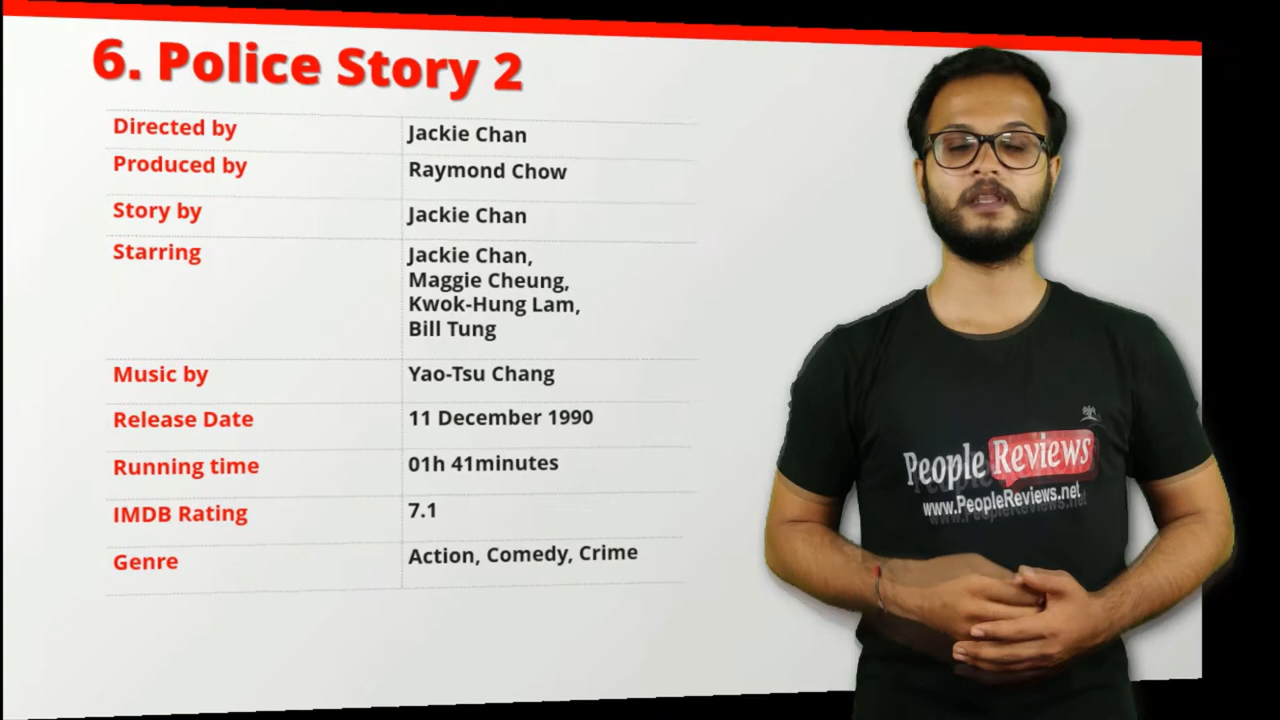 6. Police Story 2
Directed by Jackie Chan
Produced by Raymond Chow
Story by Jackie Chan
Starring Jackie Chan,
Maggie Cheung,
Kwok-Hung Lam,
Bill Tung
Music by Yao-Tsu Chang
Release Date 11 December 1990
Running time 01h 41minutes
IMDB Rating 7.1
Genre Action, Comedy, Crime
People Reviews
www.PeopleReviews.net